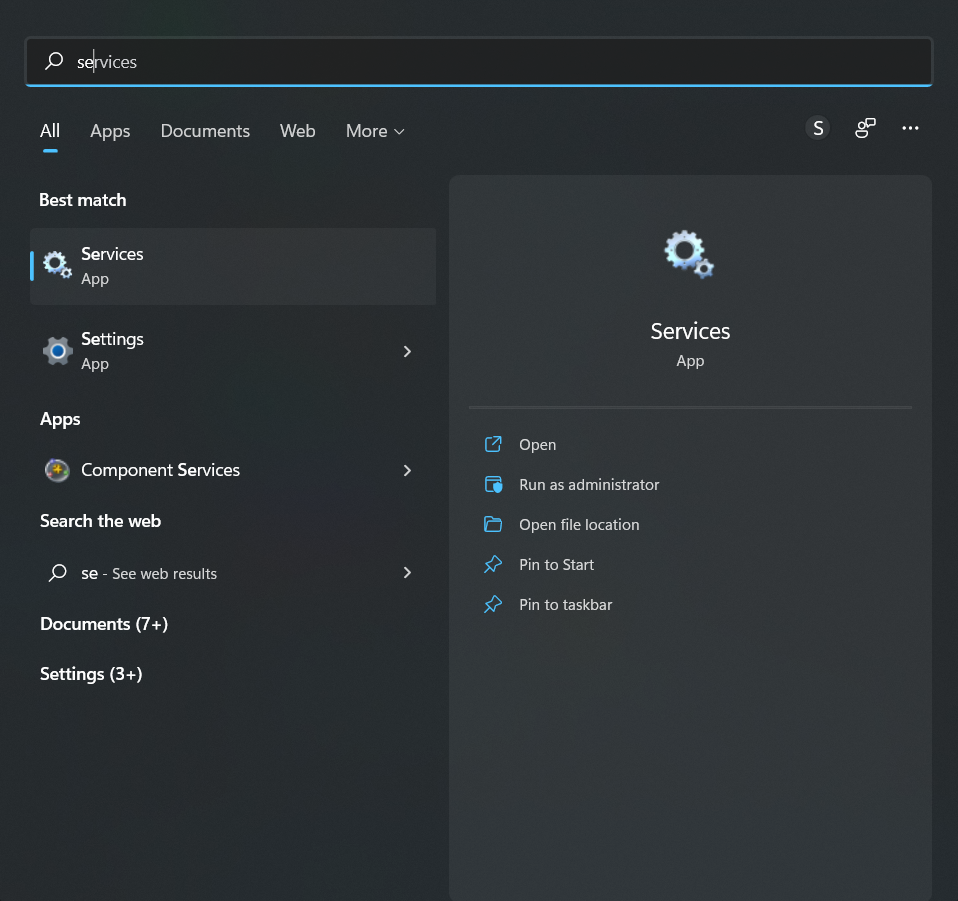 services
All Apps Documents Web More S
Best match
Services
App
Settings
App
Apps
Component Services
Search the web
se - See web results
Documents (7+)
Settings (3+)
Services
App
Open
Run as administrator
Open file location
Pin to Start
Pin to taskbar